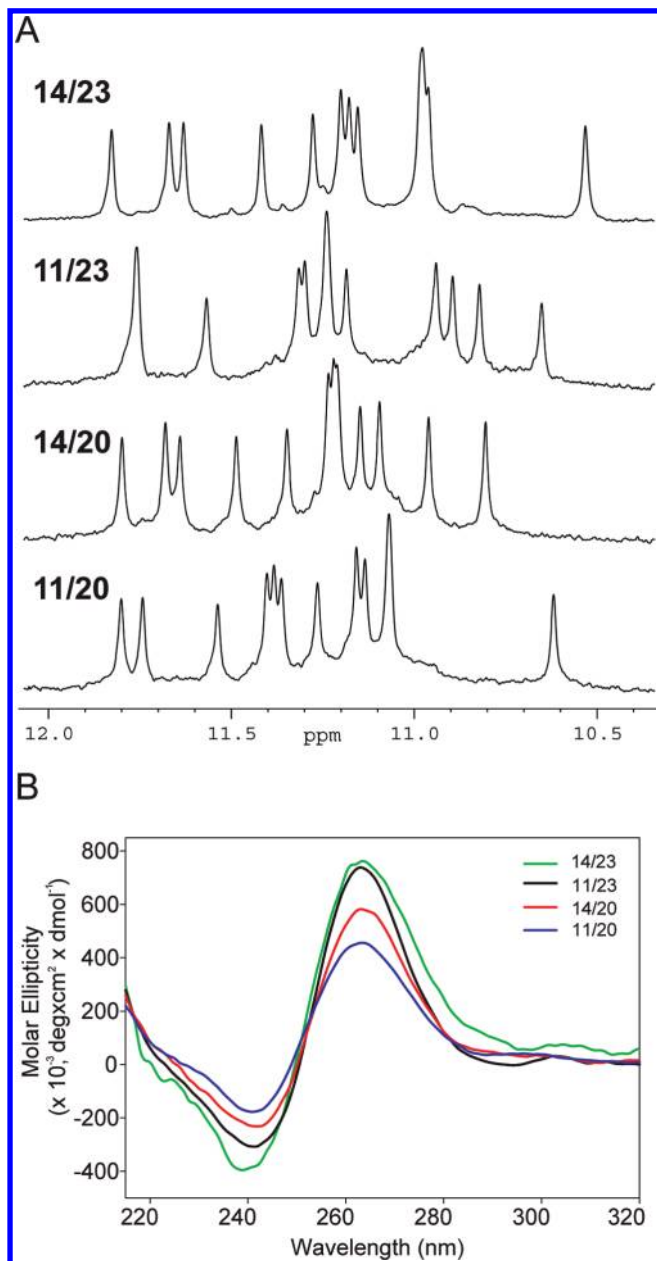 A
14/23
11/23
14/20
11/20
12.0 11.5 ppm 11.0 10.5
B
800
600
400
200
0
-200
-400
Molar Ellipticity
(x 10⁻³ degxcm² x dmol⁻¹)
14/23
11/23
14/20
11/20
220 240 260 280 300 320
Wavelength (nm)